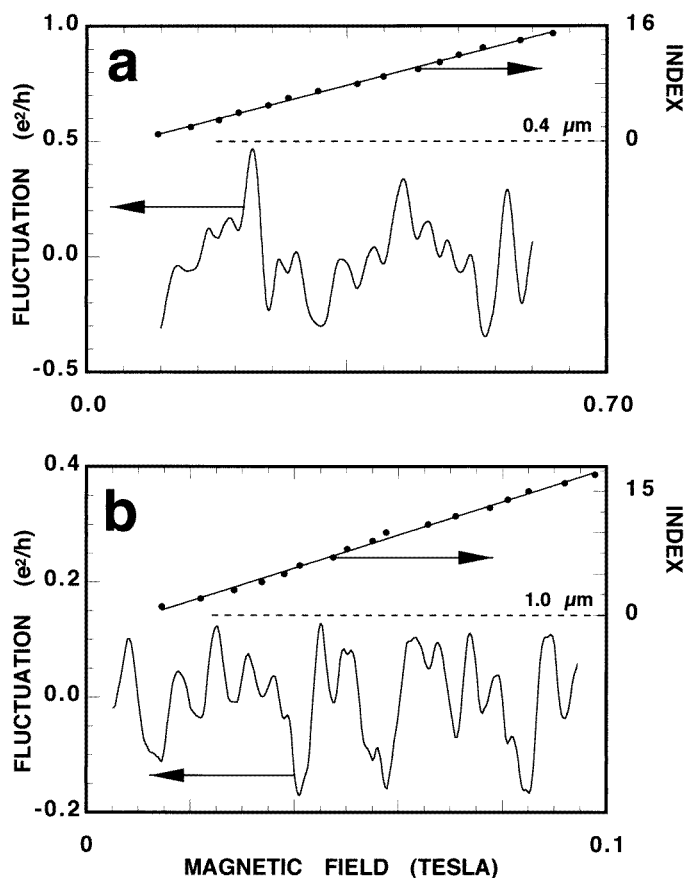 1.0
16
a
INDEX
FLUCTUATION (e²/h)
0.4 µm
0.5
0
0.0
-0.5
0.0
0.70
0.4
b
15
INDEX
FLUCTUATION (e²/h)
0.2
1.0 µm
0
0.0
-0.2
0
0.1
MAGNETIC FIELD (TESLA)